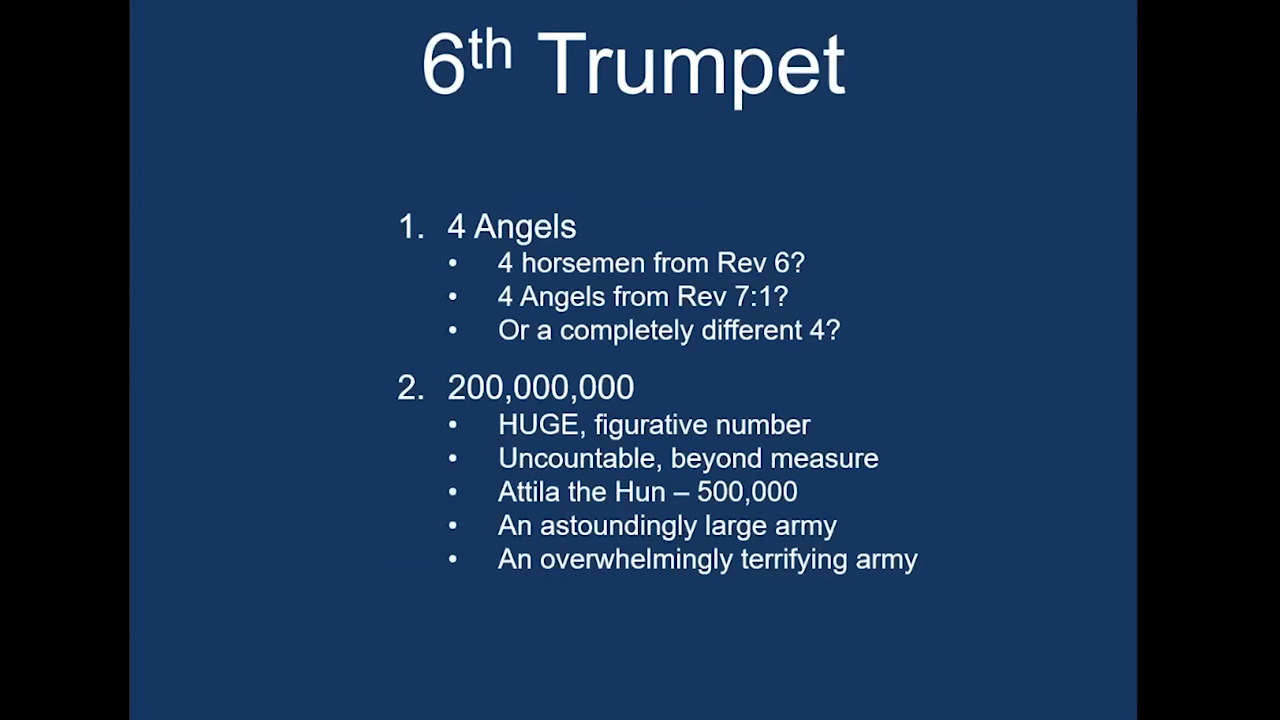 6th Trumpet
1. 4 Angels
• 4 horsemen from Rev 6?
• 4 Angels from Rev 7:1?
• Or a completely different 4?
2. 200,000,000
• HUGE, figurative number
• Uncountable, beyond measure
• Attila the Hun – 500,000
• An astoundingly large army
• An overwhelmingly terrifying army